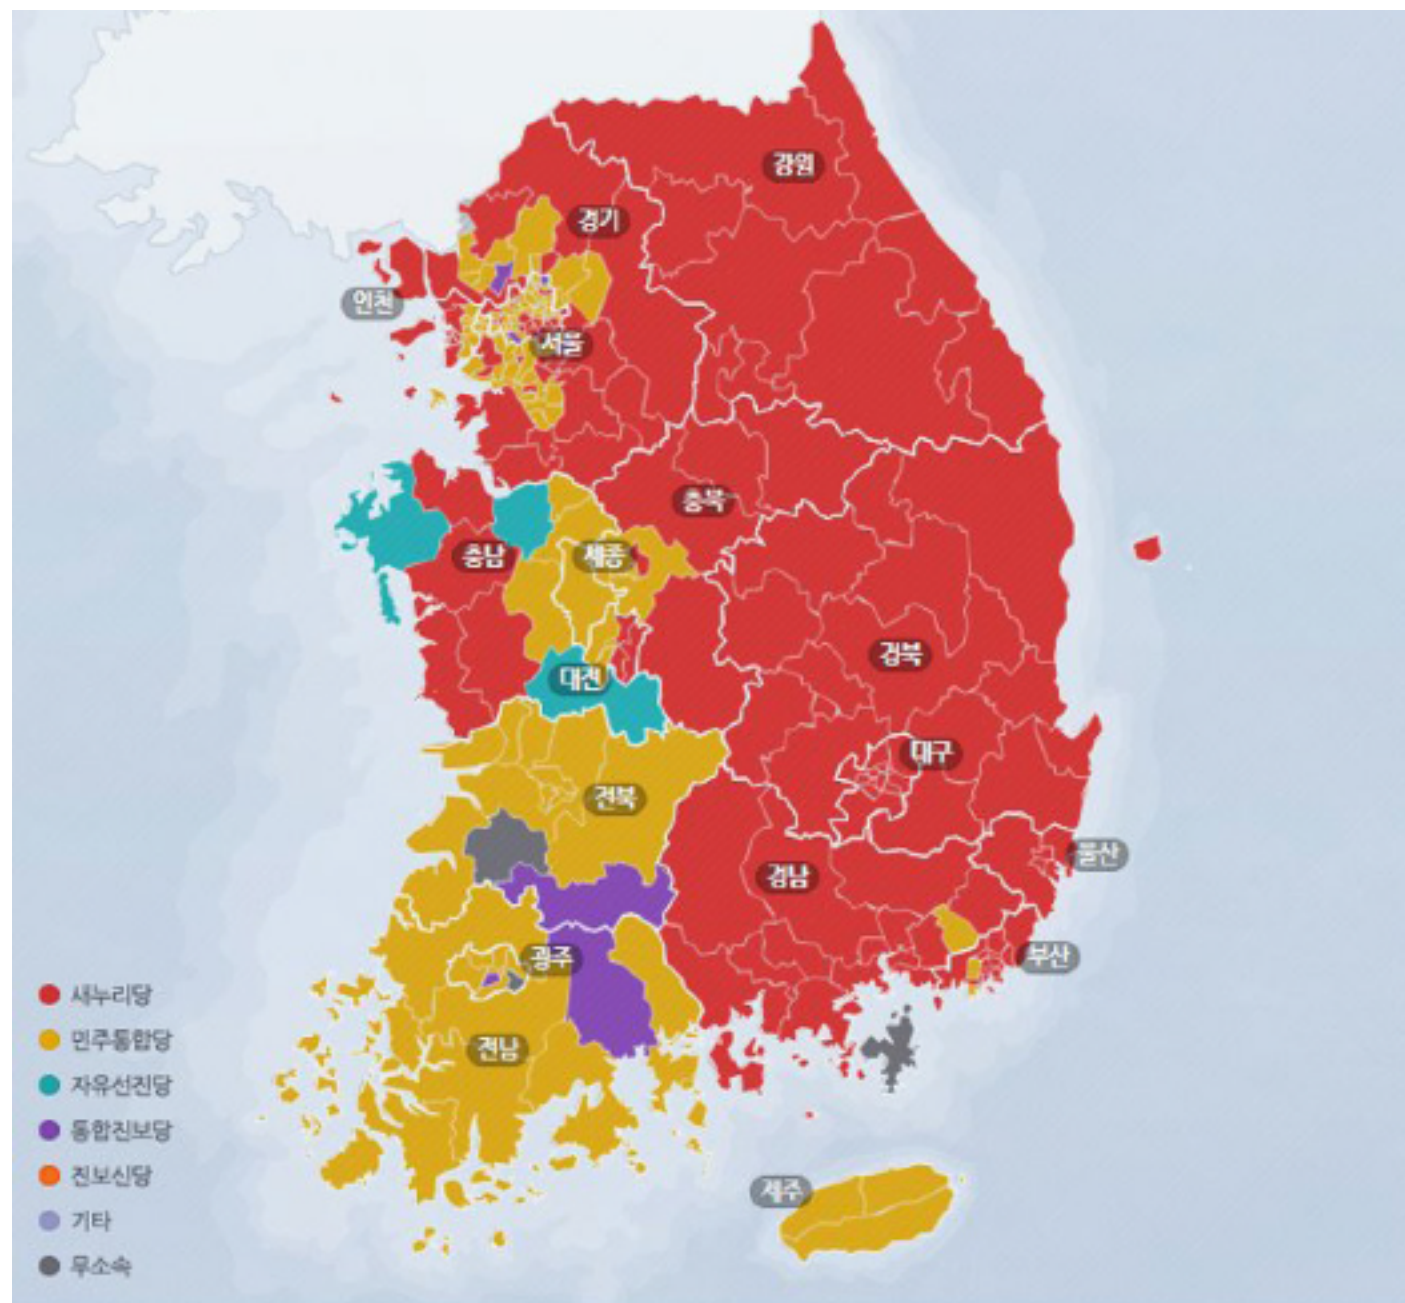 강원
경기
인천
서울
충북
충남
세종
경북
대전
대구
전북
울산
경남
부산
광주
전남
제주
새누리당
민주통합당
자유선진당
통합진보당
진보신당
기타
무소속